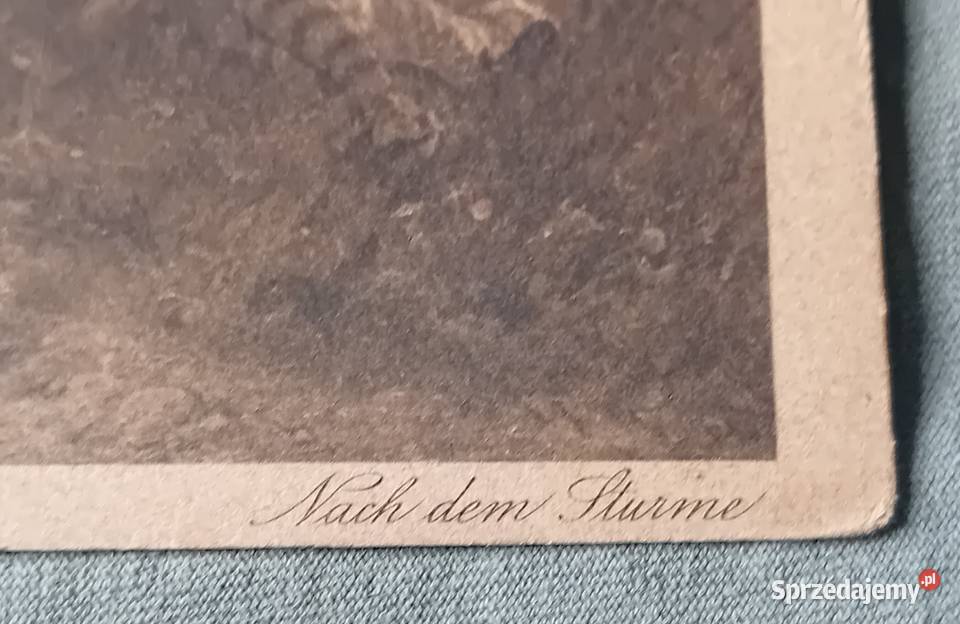 Nach dem Sturme
Sprzedajemy.pl